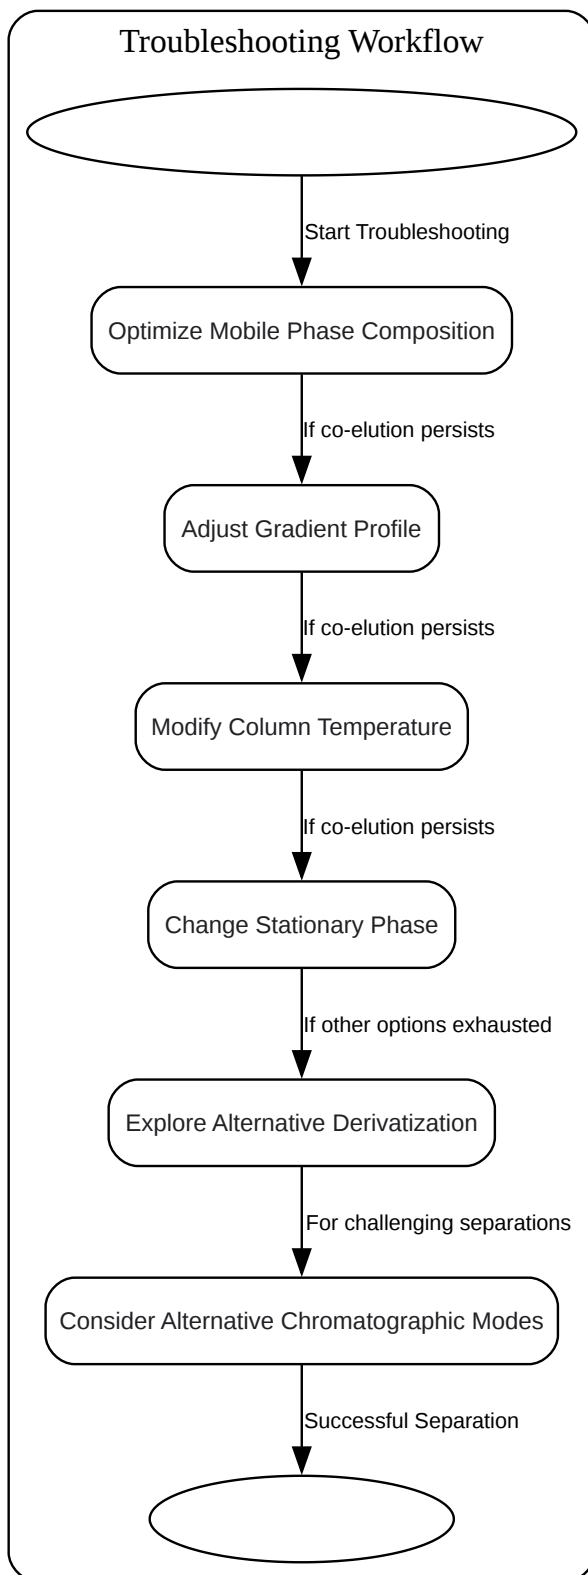 Troubleshooting Workflow
Start Troubleshooting
Optimize Mobile Phase Composition
If co-elution persists
Adjust Gradient Profile
If co-elution persists
Modify Column Temperature
If co-elution persists
Change Stationary Phase
If other options exhausted
Explore Alternative Derivatization
For challenging separations
Consider Alternative Chromatographic Modes
Successful Separation